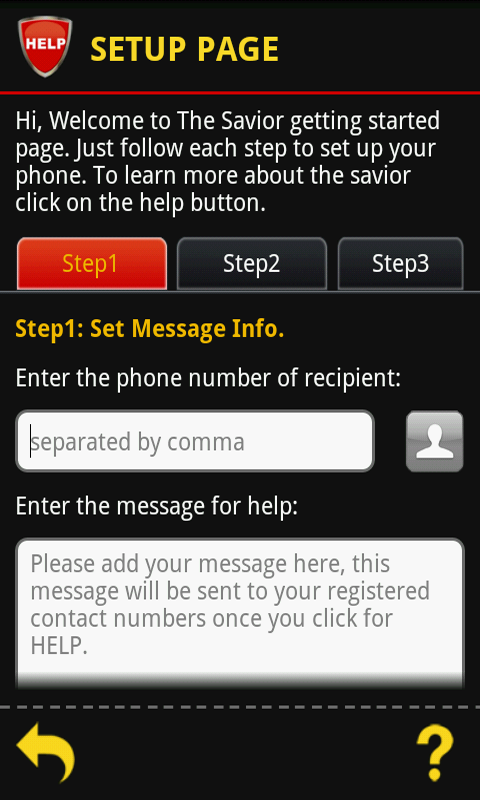 HELP
SETUP PAGE
Hi, Welcome to The Savior getting started
page. Just follow each step to set up your
phone. To learn more about the savior
click on the help button.
Step1
Step2
Step3
Step1: Set Message Info.
Enter the phone number of recipient:
separated by comma
Enter the message for help:
Please add your message here, this
message will be sent to your registered
contact numbers once you click for
HELP.
?